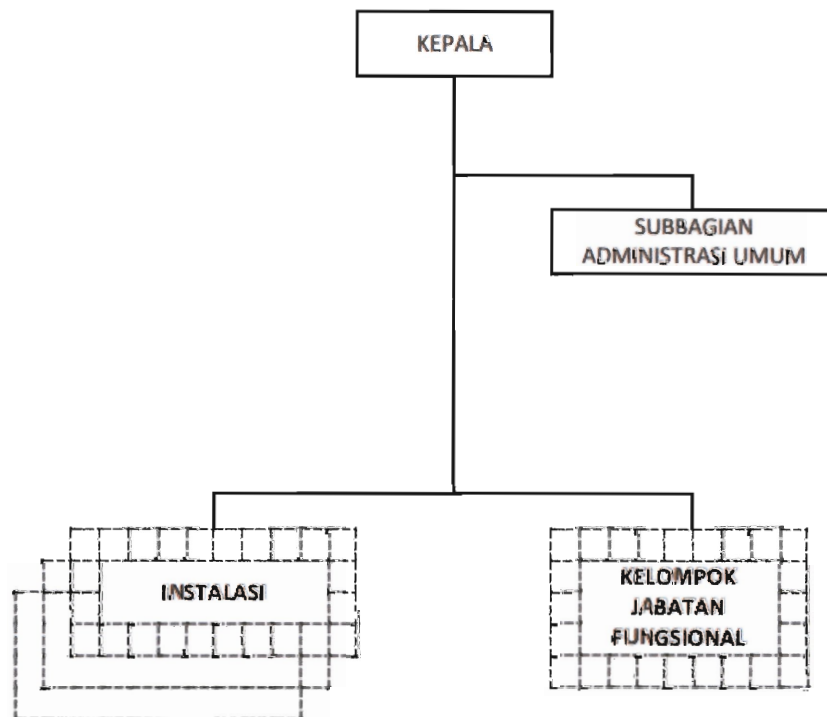 KEPALA
SUBBAGIAN
ADMINISTRASI UMUM
INSTALASI
KELOMPOK
JABATAN
FUNGSIONAL